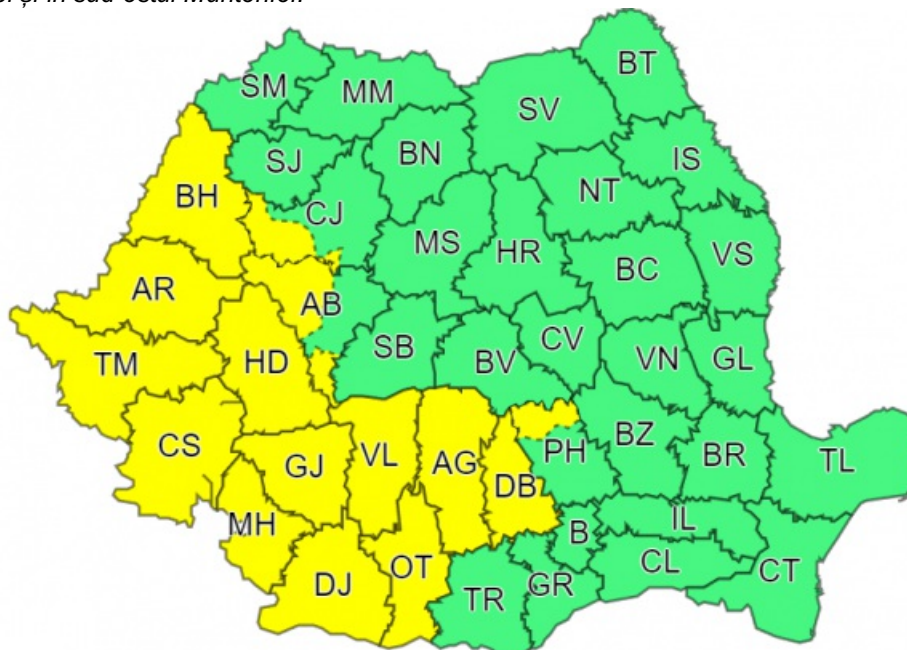 și în sud-estul Munteniei.
BT
SM
MM
SV
IS
SJ
BN
NT
BH
CJ
MS
HR
VS
BC
AR
AB
SB
CV
TM
HD
BV
VN
GL
CS
BZ
VL
PH
BR
TL
GJ
AG
DB
MH
B
IL
OT
CL
CT
DJ
TR
GR